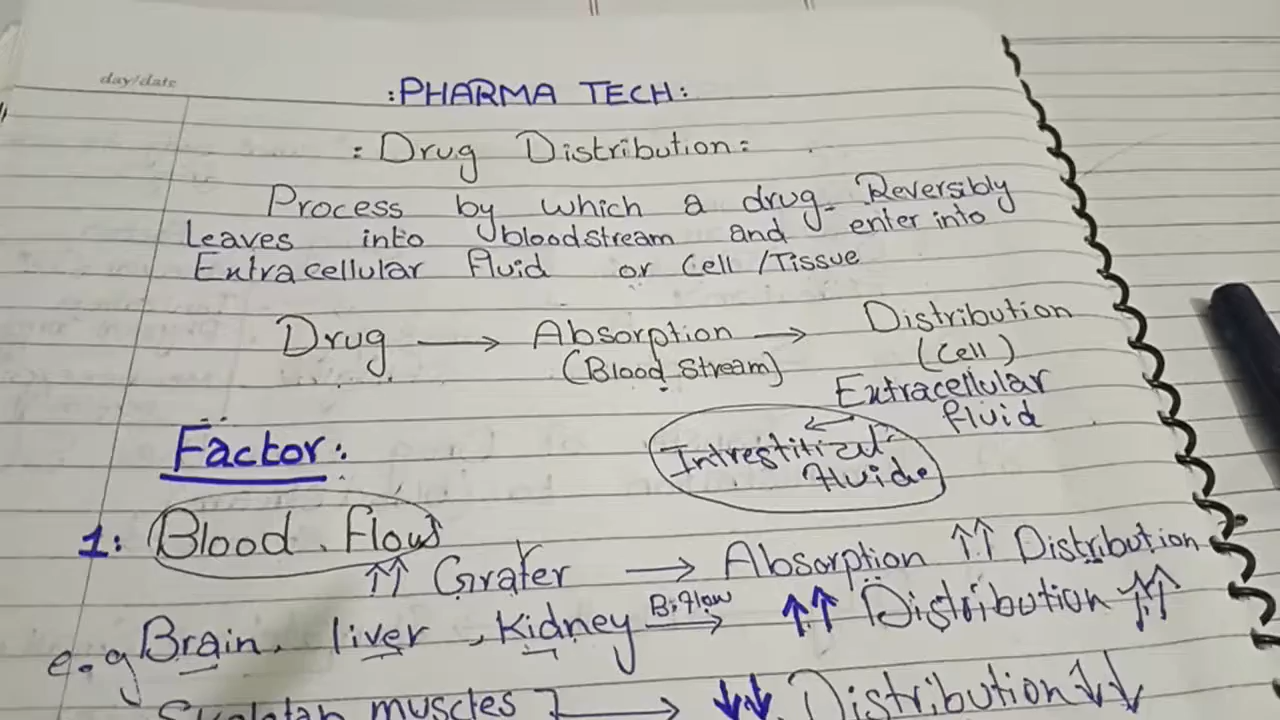 day/date
:PHARMA TECH:
: Drug Distribution:
Process by which a drug Reversibly
Leaves into bloodstream and enter into
Extracellular fluid or Cell /Tissue
Drug → Absorption → Distribution
(Blood Stream) (Cell)
Extracellular
fluid
Intrestitial
fluide
Factor:
1: Blood Flow
↑↑ Grater → Absorption ↑↑ Distribution
e.g Brain, liver, Kidney B.flow → ↑↑ Distribution ↑↑
muscles ] → ↓↓ Distribution ↓↓